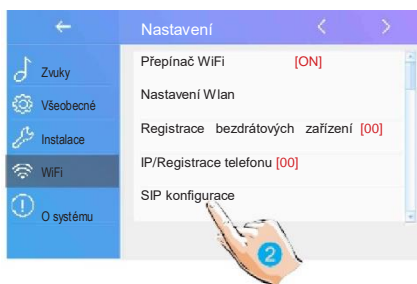 Nastavení
Zvuky
Všeobecné
Instalace
WiFi
O systému
Přepínač WiFi [ON]
Nastavení Wlan
Registrace bezdrátových zařízení [00]
IP/Registrace telefonu [00]
SIP konfigurace
2